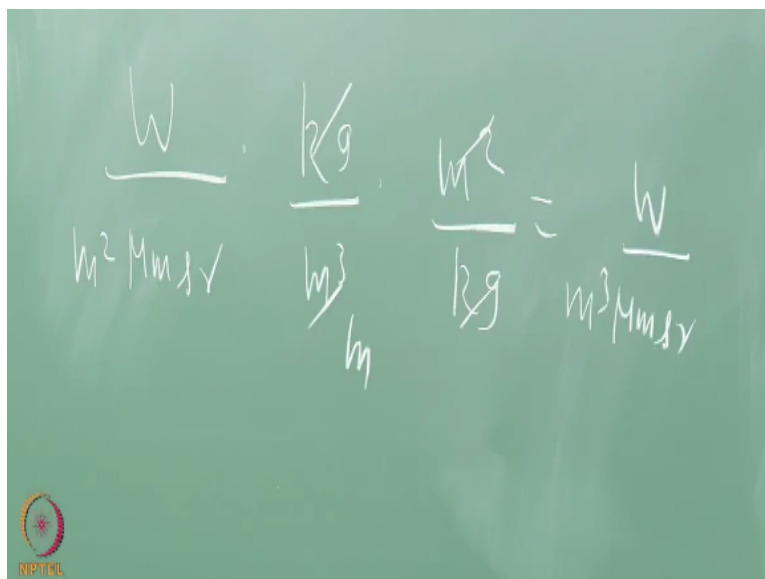 W/(m² μm sr) · kg/m³ · m²/kg = W/(m³ μm sr)
m
NPTEL